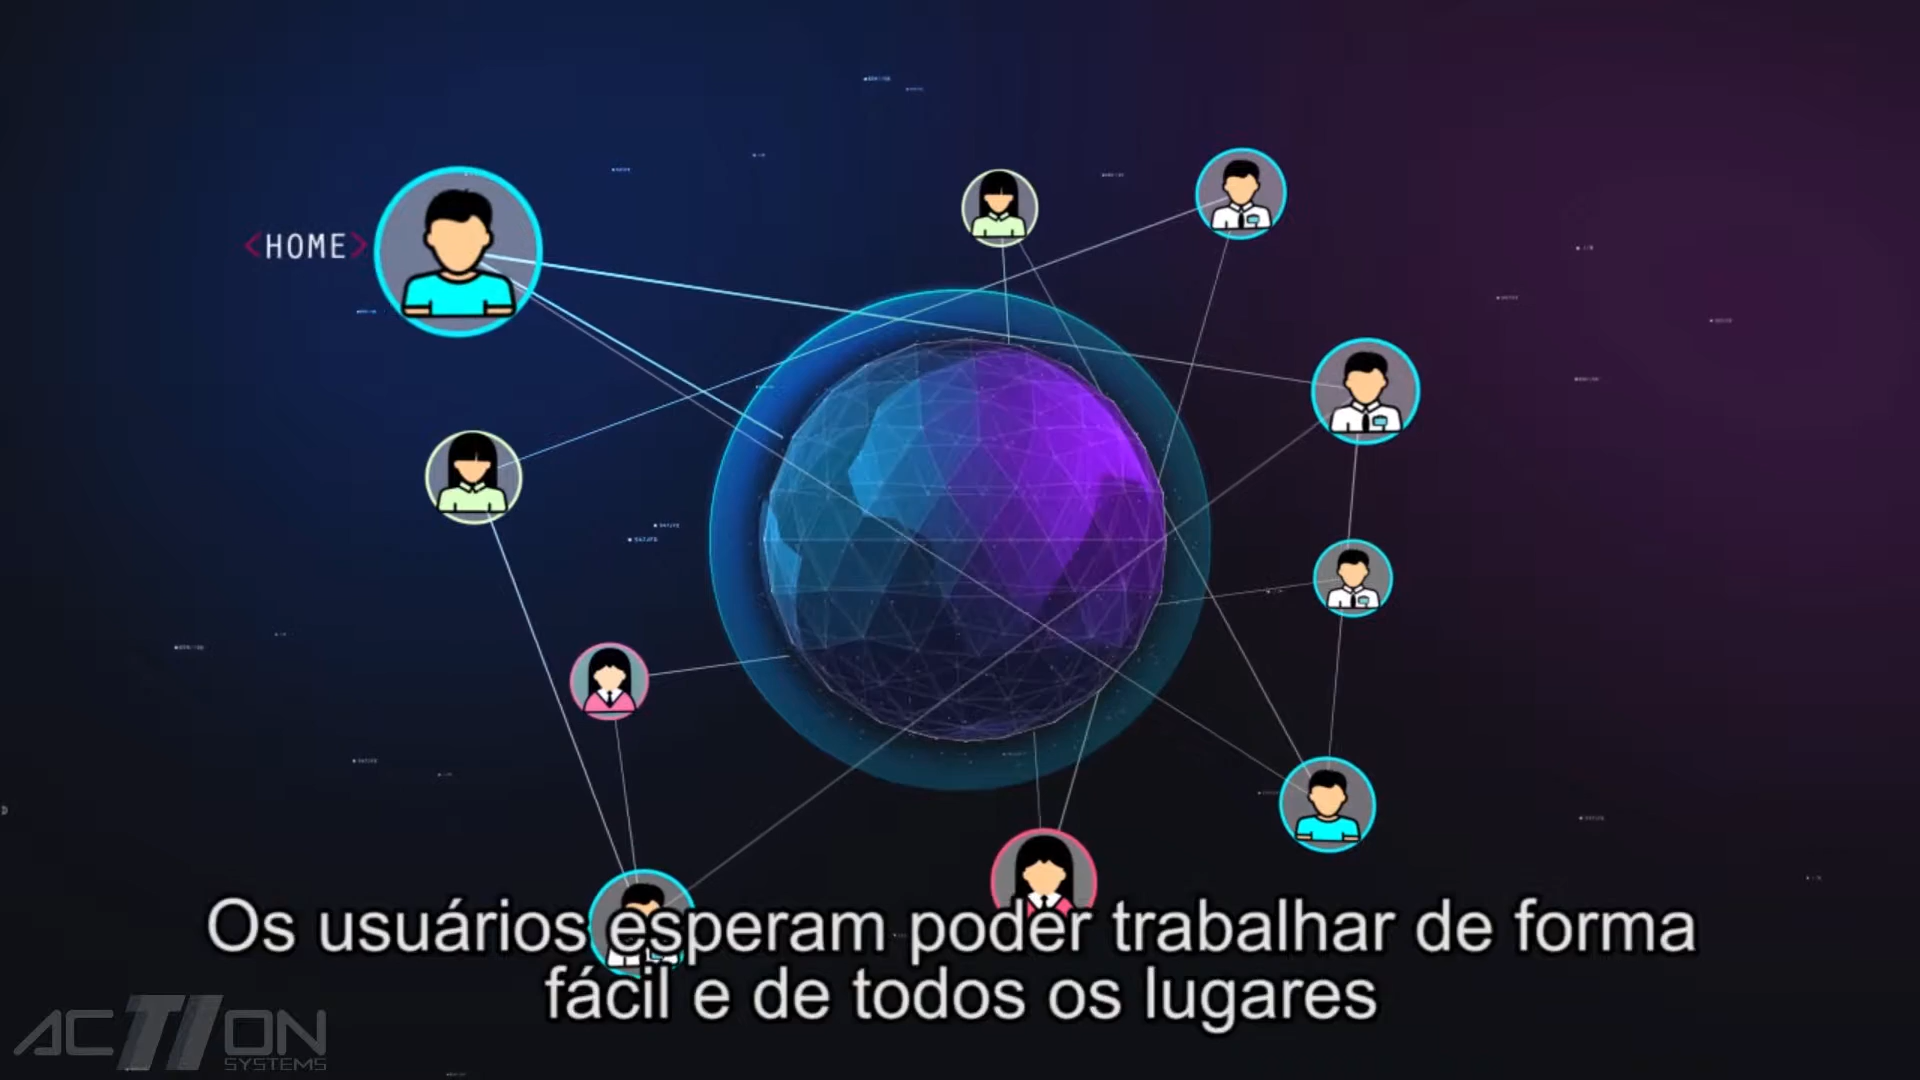 <HOME>
Os usuários esperam poder trabalhar de forma
fácil e de todos os lugares
ACTION
SYSTEMS